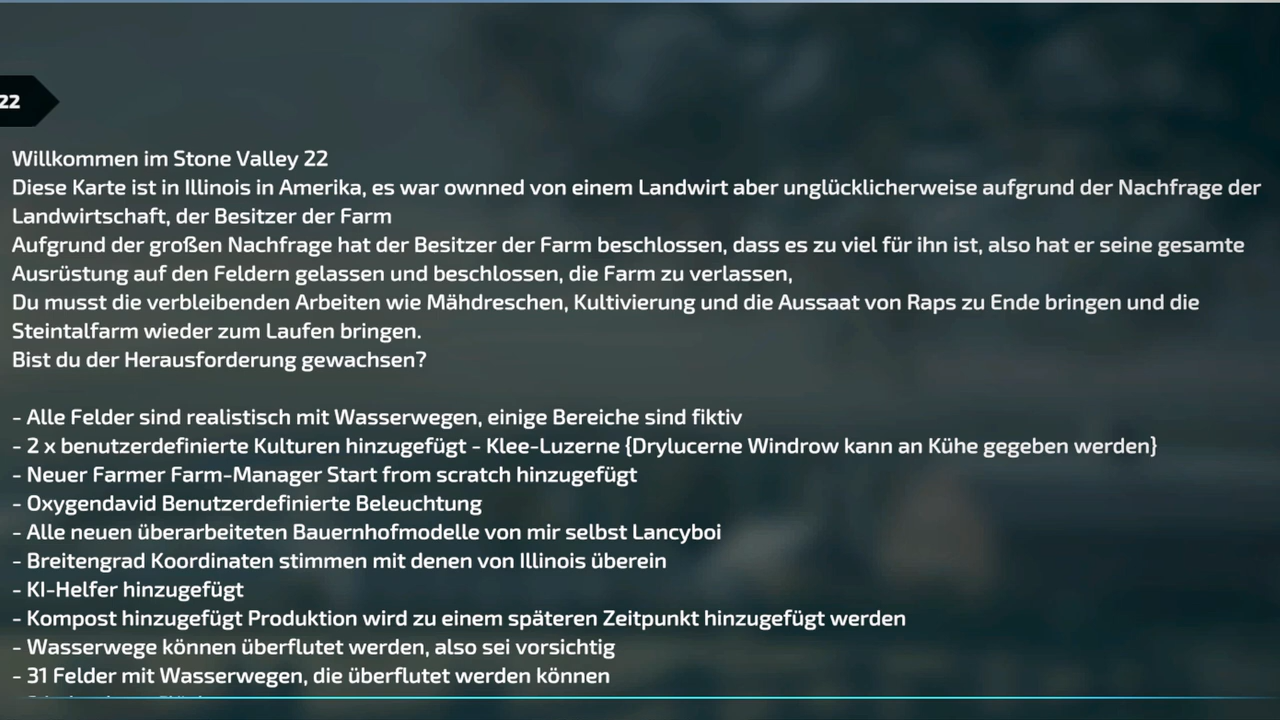 22
Willkommen im Stone Valley 22
Diese Karte ist in Illinois in Amerika, es war ownned von einem Landwirt aber unglücklicherweise aufgrund der Nachfrage der
Landwirtschaft, der Besitzer der Farm
Aufgrund der großen Nachfrage hat der Besitzer der Farm beschlossen, dass es zu viel für ihn ist, also hat er seine gesamte
Ausrüstung auf den Feldern gelassen und beschlossen, die Farm zu verlassen,
Du musst die verbleibenden Arbeiten wie Mähdreschen, Kultivierung und die Aussaat von Raps zu Ende bringen und die
Steintalfarm wieder zum Laufen bringen.
Bist du der Herausforderung gewachsen?
- Alle Felder sind realistisch mit Wasserwegen, einige Bereiche sind fiktiv
- 2 x benutzerdefinierte Kulturen hinzugefügt - Klee-Luzerne {Drylucerne Windrow kann an Kühe gegeben werden}
- Neuer Farmer Farm-Manager Start from scratch hinzugefügt
- Oxygendavid Benutzerdefinierte Beleuchtung
- Alle neuen überarbeiteten Bauernhofmodelle von mir selbst Lancyboi
- Breitengrad Koordinaten stimmen mit denen von Illinois überein
- KI-Helfer hinzugefügt
- Kompost hinzugefügt Produktion wird zu einem späteren Zeitpunkt hinzugefügt werden
- Wasserwege können überflutet werden, also sei vorsichtig
- 31 Felder mit Wasserwegen, die überflutet werden können